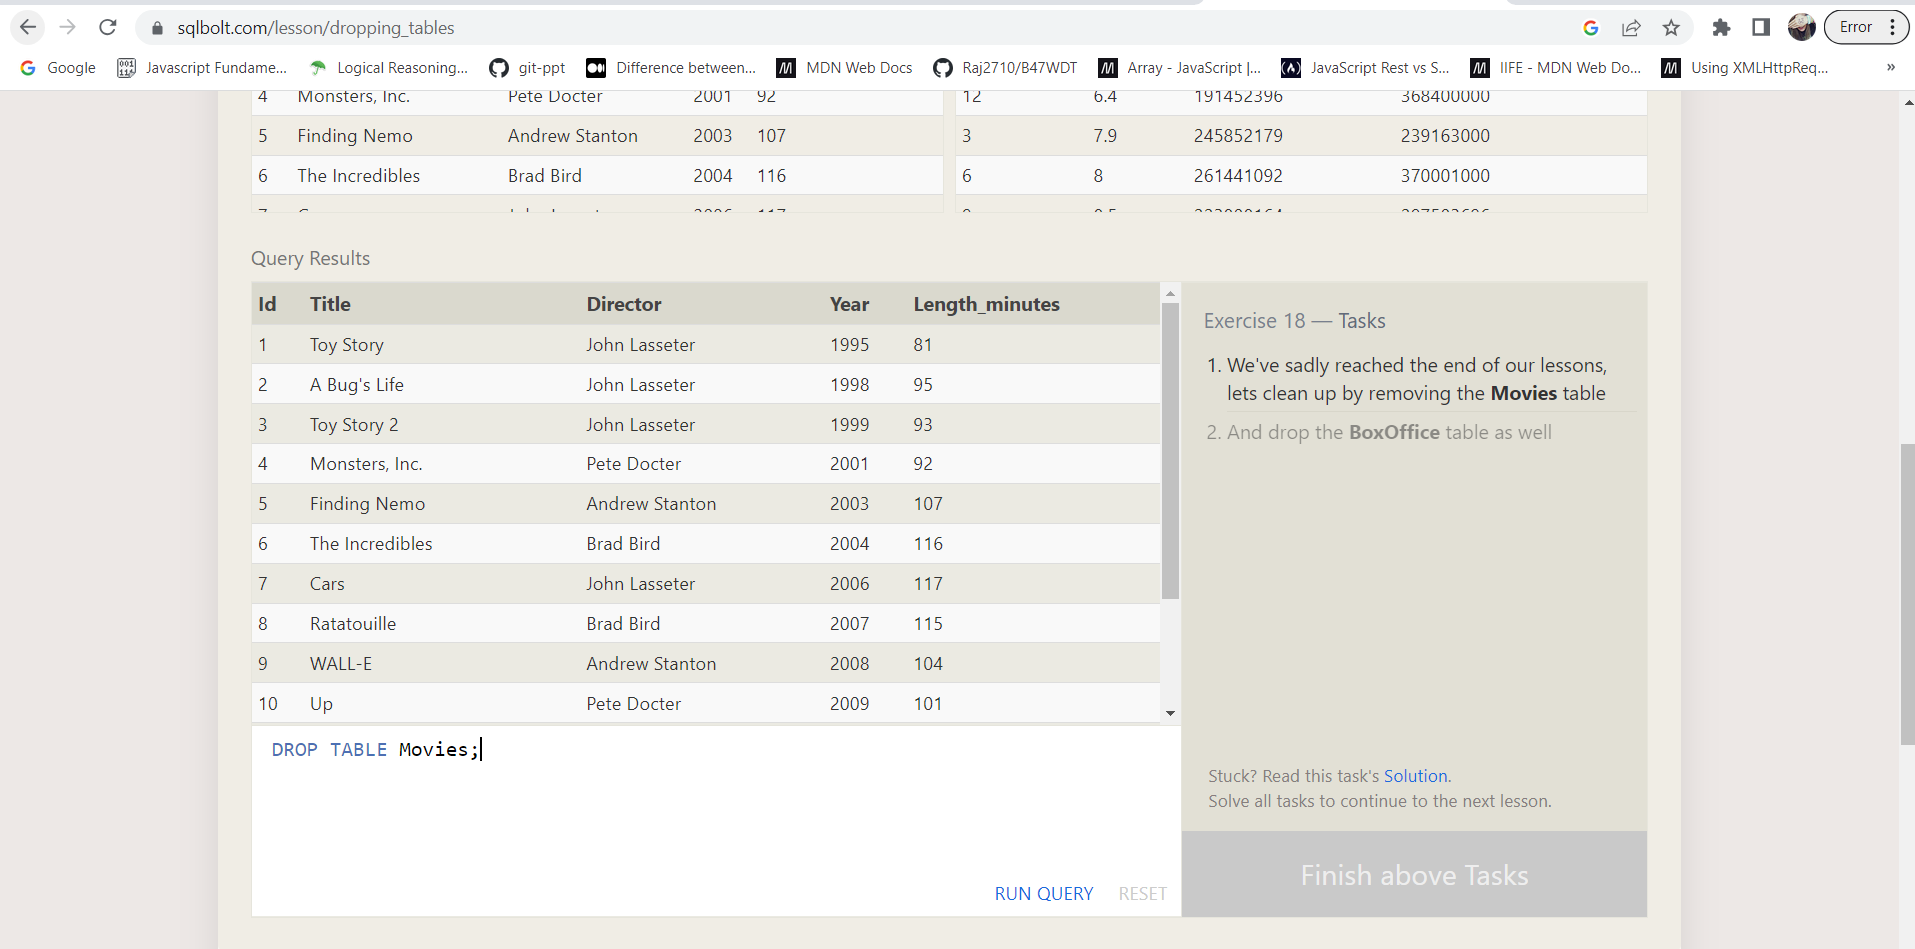 sqlbolt.com/lesson/dropping_tables
Error
Google
Javascript Fundame...
Logical Reasoning...
git-ppt
Difference between...
MDN Web Docs
Raj2710/B47WDT
Array - JavaScript |...
JavaScript Rest vs S...
IIFE - MDN Web Do...
Using XMLHttpReq...
»
4 Monsters, Inc. Pete Docter 2001 92
12 6.4 191452396 368400000
5 Finding Nemo Andrew Stanton 2003 107
3 7.9 245852179 239163000
6 The Incredibles Brad Bird 2004 116
6 8 261441092 370001000
Query Results
Id Title Director Year Length_minutes
1 Toy Story John Lasseter 1995 81
2 A Bug's Life John Lasseter 1998 95
3 Toy Story 2 John Lasseter 1999 93
4 Monsters, Inc. Pete Docter 2001 92
5 Finding Nemo Andrew Stanton 2003 107
6 The Incredibles Brad Bird 2004 116
7 Cars John Lasseter 2006 117
8 Ratatouille Brad Bird 2007 115
9 WALL-E Andrew Stanton 2008 104
10 Up Pete Docter 2009 101
DROP TABLE Movies;
RUN QUERY RESET
Exercise 18 — Tasks
1. We've sadly reached the end of our lessons,
lets clean up by removing the Movies table
2. And drop the BoxOffice table as well
Stuck? Read this task's Solution.
Solve all tasks to continue to the next lesson.
Finish above Tasks